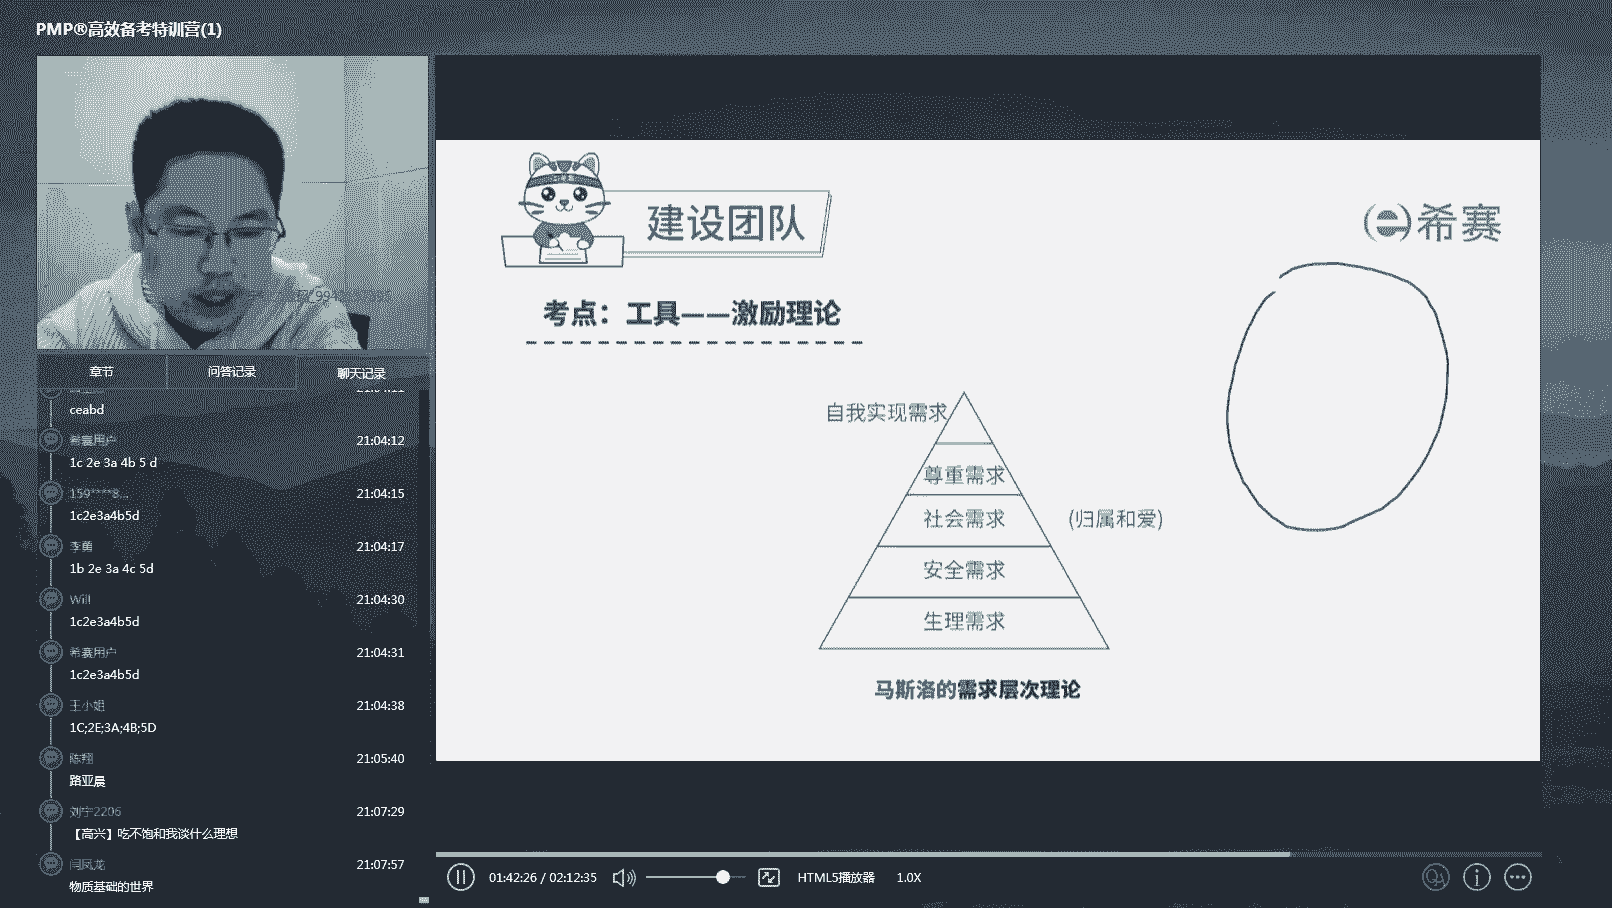 PMP®高效备考特训营(1)
章节
问答记录
聊天记录
ceabd
希赛用户
21:04:12
1c 2e 3a 4b 5 d
159****8...
21:04:15
1c2e3a4b5d
李勇
21:04:17
1b 2e 3a 4c 5d
Will
21:04:30
1c2e3a4b5d
希赛用户
21:04:31
1c2e3a4b5d
王小姐
21:04:38
1C;2E;3A;4B;5D
陈翔
21:05:40
路亚晨
刘宁2206
21:07:29
【高兴】吃不饱和我谈什么理想
闫凤龙
21:07:57
物质基础的世界
建设团队
希赛
考点：工具——激励理论
自我实现需求
尊重需求
社会需求
(归属和爱)
安全需求
生理需求
马斯洛的需求层次理论
01:42:26 / 02:12:35
HTML5播放器
1.0X